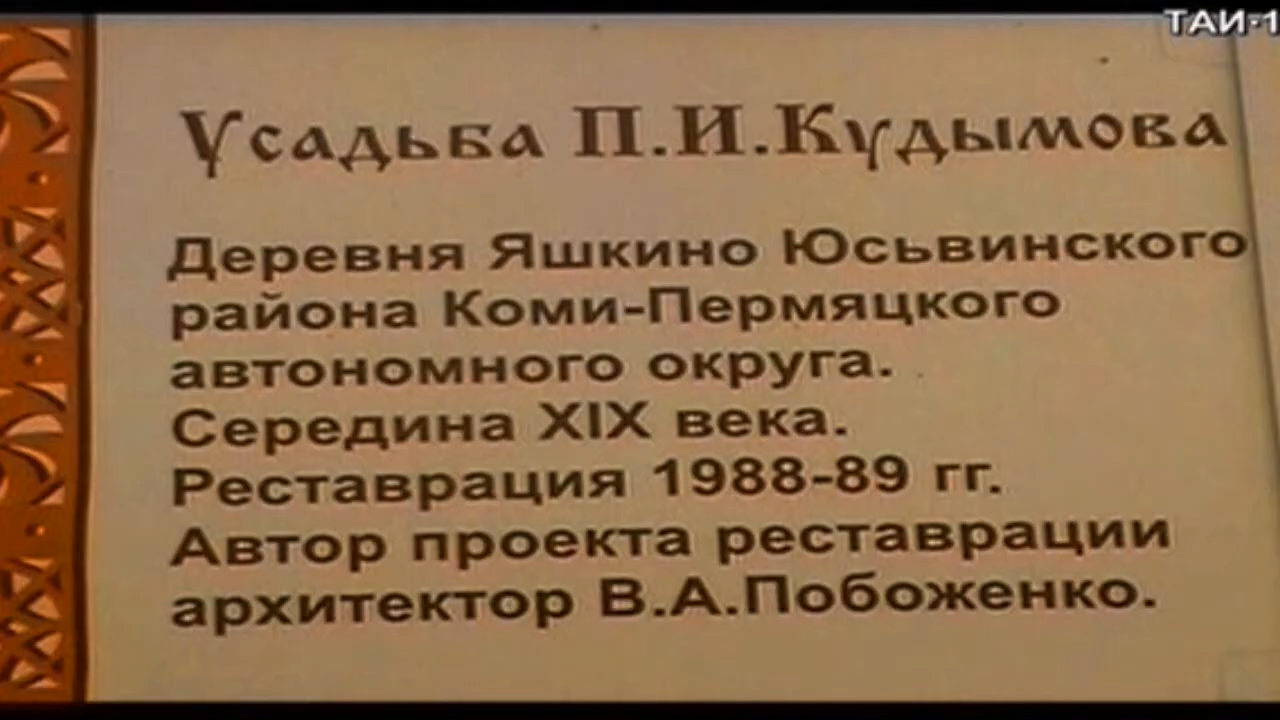 ТАИ-1
Усадьба П.И.Кудымова
Деревня Яшкино Юсьвинского
района Коми-Пермяцкого
автономного округа.
Середина XIX века.
Реставрация 1988-89 гг.
Автор проекта реставрации
архитектор В.А.Побоженко.